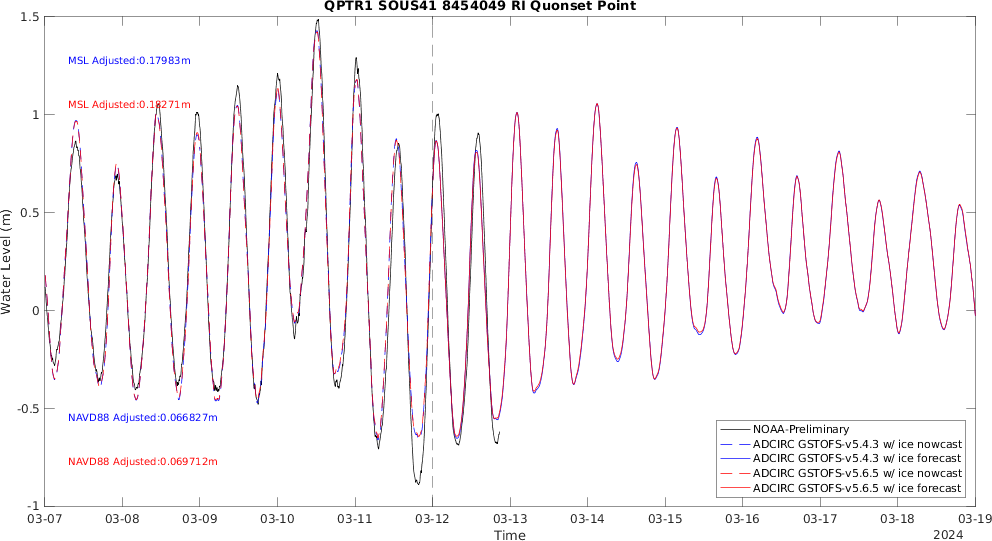 QPTR1 SOUS41 8454049 RI Quonset Point
1.5
MSL Adjusted:0.17983m
MSL Adjusted:0.18271m
1
0.5
Water Level (m)
0
-0.5
NAVD88 Adjusted:0.066827m
NAVD88 Adjusted:0.069712m
NOAA-Preliminary
ADCIRC GSTOFS-v5.4.3 w/ ice nowcast
ADCIRC GSTOFS-v5.4.3 w/ ice forecast
ADCIRC GSTOFS-v5.6.5 w/ ice nowcast
ADCIRC GSTOFS-v5.6.5 w/ ice forecast
-1
03-07 03-08 03-09 03-10 03-11 03-12 03-13 03-14 03-15 03-16 03-17 03-18 03-19
Time
2024